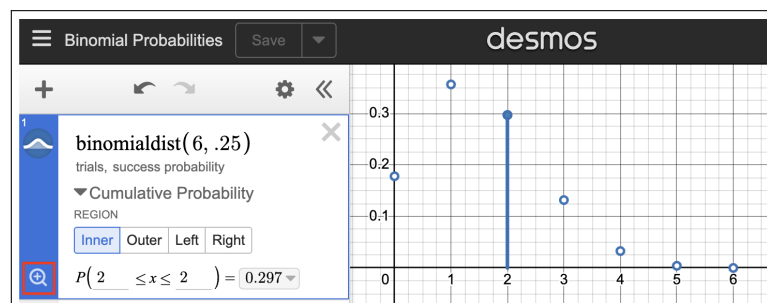 Binomial Probabilities Save desmos
1
binomialdist(6, .25)
trials, success probability
Cumulative Probability
REGION
Inner Outer Left Right
P(2 ≤x≤ 2) = 0.297
0.3
0.2
0.1
0 1 2 3 4 5 6